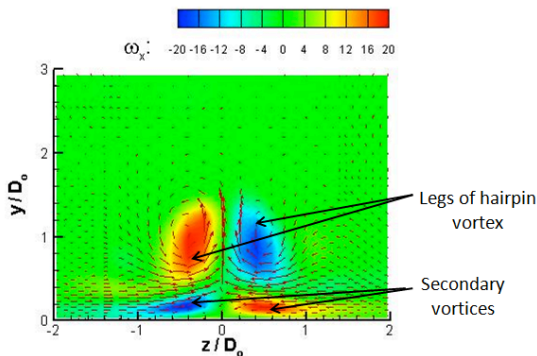 ωₓ: -20 -16 -12 -8 -4 0 4 8 12 16 20
3
2
1
0
y/Dₒ
-2 -1 0 1 2
z/Dₒ
Legs of hairpin
vortex
Secondary
vortices